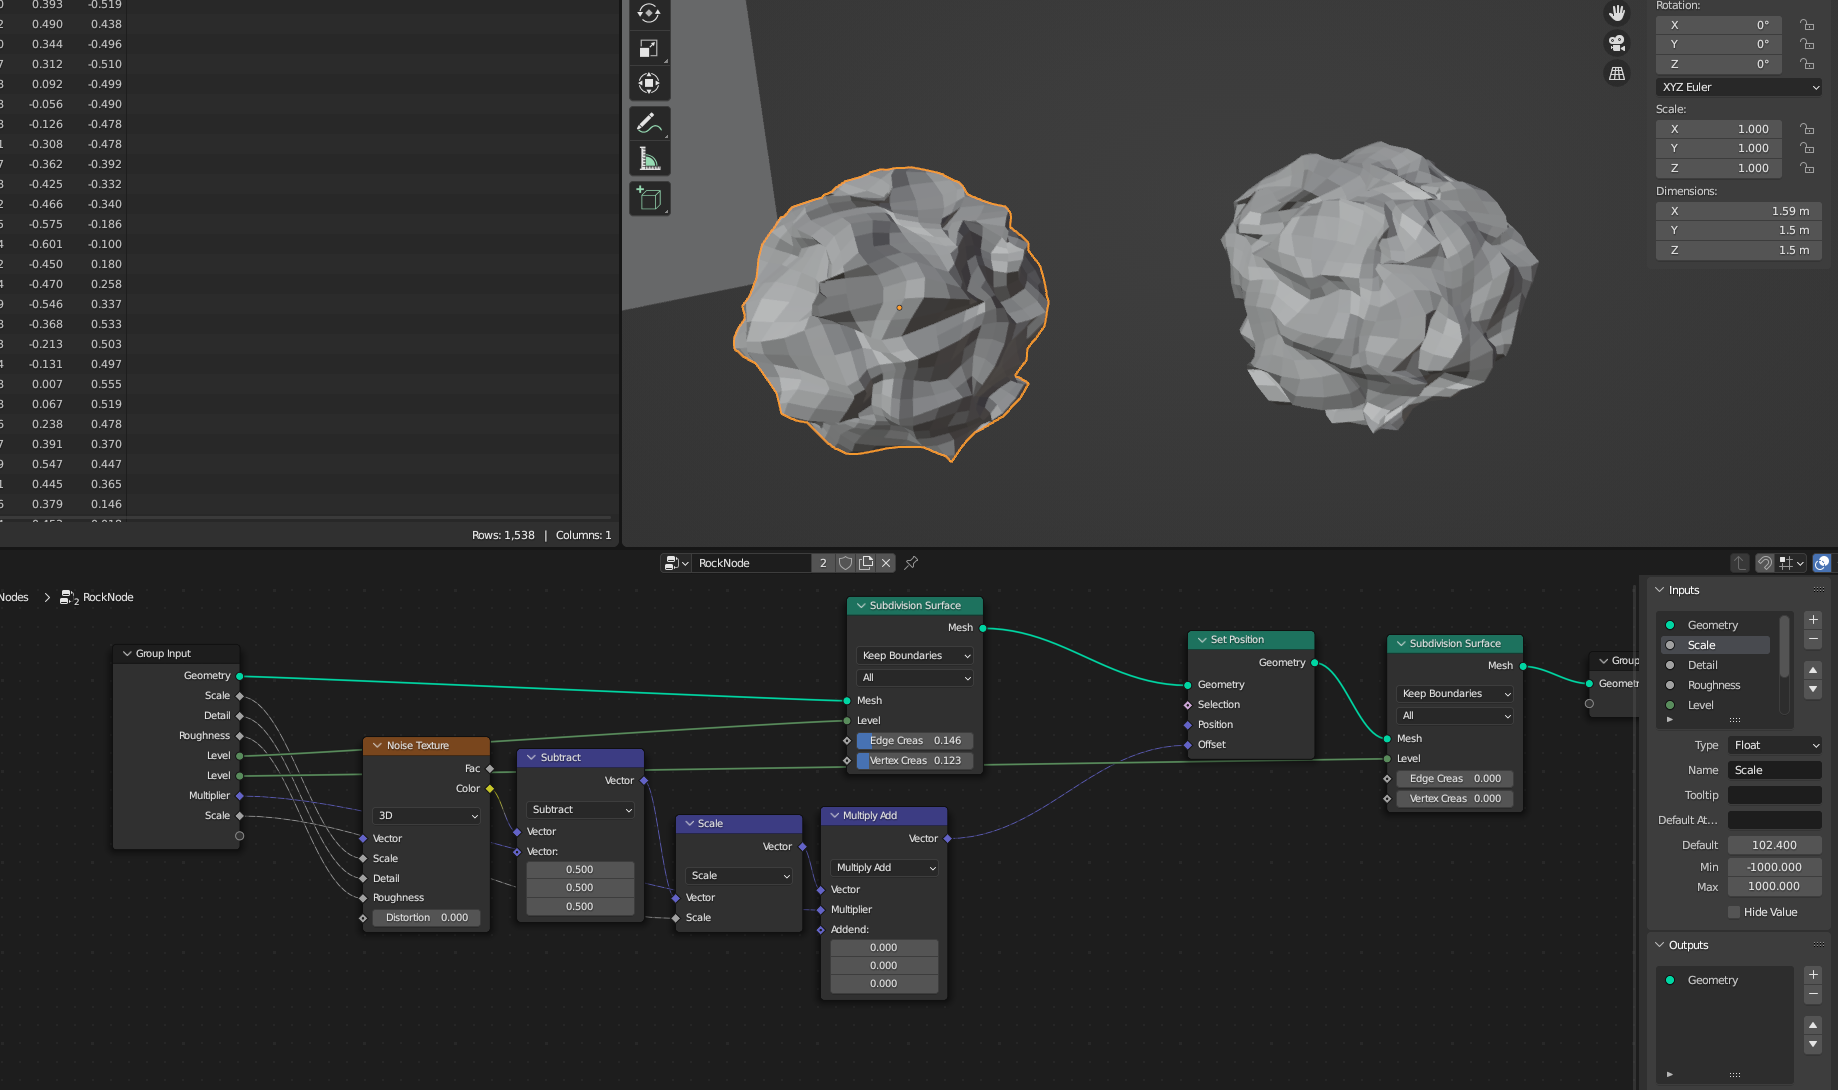 0.393 -0.519
0.490 0.438
0.344 -0.496
0.312 -0.510
0.092 -0.499
-0.056 -0.490
-0.126 -0.478
-0.308 -0.478
-0.362 -0.392
-0.425 -0.332
-0.466 -0.340
-0.575 -0.186
-0.601 -0.100
-0.450 0.180
-0.470 0.258
-0.546 0.337
-0.368 0.533
-0.213 0.503
-0.131 0.497
0.007 0.555
0.067 0.519
0.238 0.478
0.391 0.370
0.547 0.447
0.445 0.365
0.379 0.146
Rows: 1,538 | Columns: 1
Rotation:
X 0°
Y 0°
Z 0°
XYZ Euler
Scale:
X 1.000
Y 1.000
Z 1.000
Dimensions:
X 1.59 m
Y 1.5 m
Z 1.5 m
RockNode 2
Nodes > 2 RockNode
Group Input
Geometry
Scale
Detail
Roughness
Level
Level
Multiplier
Scale
Noise Texture
Fac
Color
3D
Vector
Scale
Detail
Roughness
Distortion 0.000
Subtract
Vector
Subtract
Vector
Vector:
0.500
0.500
0.500
Scale
Vector
Scale
Vector
Scale
Multiply Add
Vector
Multiply Add
Vector
Multiplier
Addend:
0.000
0.000
0.000
Subdivision Surface
Mesh
Keep Boundaries
All
Mesh
Level
Edge Creas 0.146
Vertex Creas 0.123
Set Position
Geometry
Geometry
Selection
Position
Offset
Subdivision Surface
Mesh
Keep Boundaries
All
Mesh
Level
Edge Creas 0.000
Vertex Creas 0.000
Group
Geometr
Inputs
Geometry
Scale
Detail
Roughness
Level
Type Float
Name Scale
Tooltip
Default At...
Default 102.400
Min -1000.000
Max 1000.000
Hide Value
Outputs
Geometry